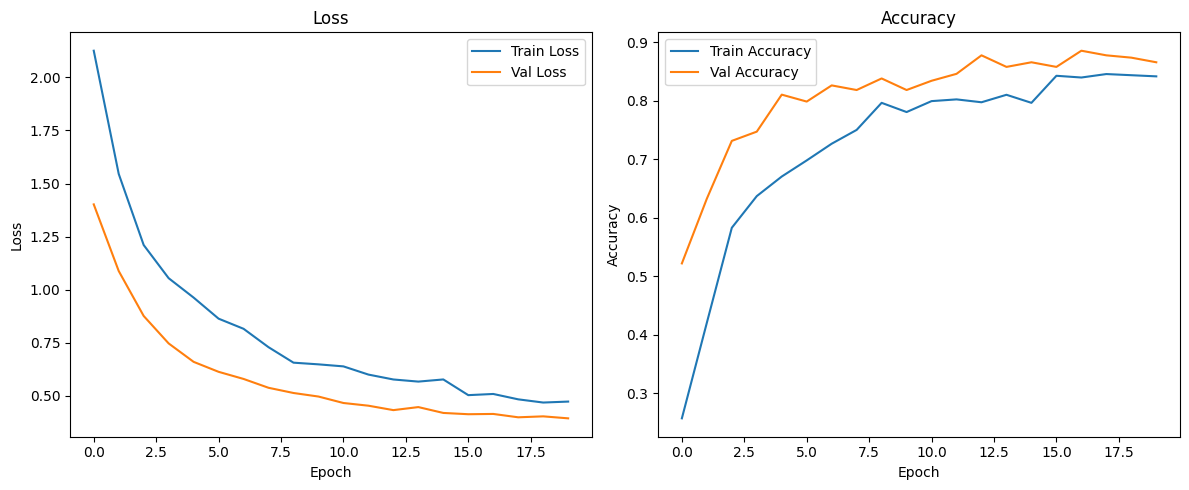 Loss
Train Loss
Val Loss
2.00
1.75
1.50
1.25
1.00
0.75
0.50
Loss
0.0 2.5 5.0 7.5 10.0 12.5 15.0 17.5
Epoch
Accuracy
Train Accuracy
Val Accuracy
0.9
0.8
0.7
0.6
0.5
0.4
0.3
Accuracy
0.0 2.5 5.0 7.5 10.0 12.5 15.0 17.5
Epoch